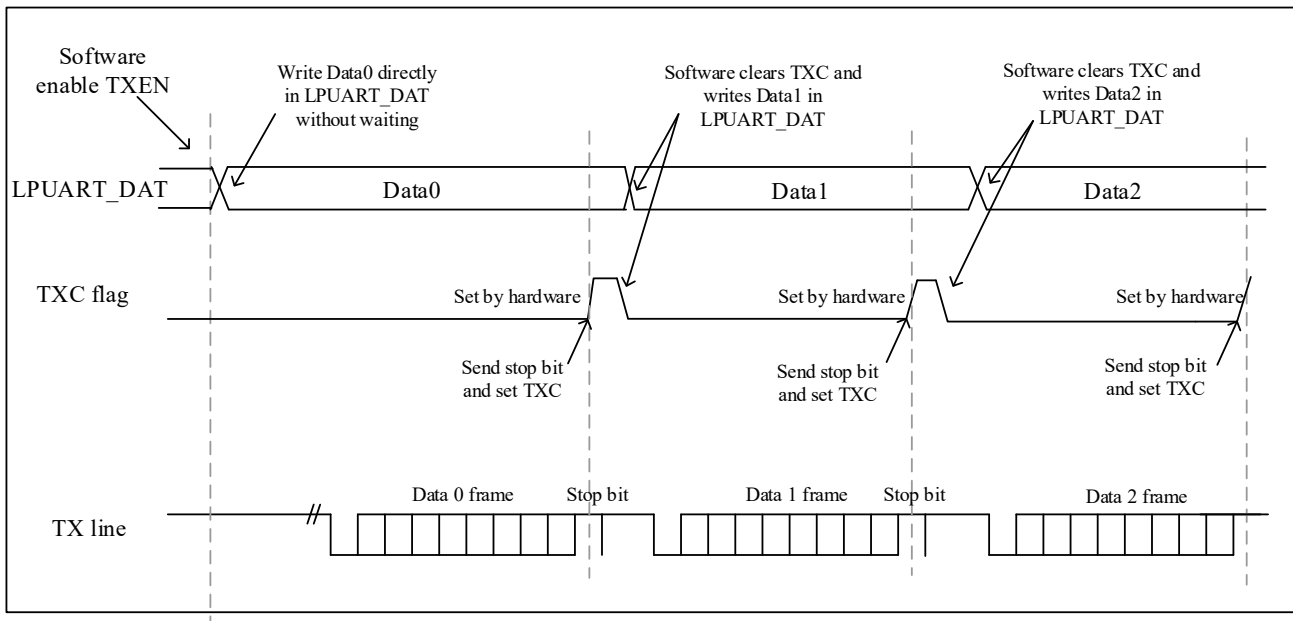 Software
enable TXEN
Write Data0 directly
in LPUART_DAT
without waiting
Software clears TXC and
writes Data1 in
LPUART_DAT
Software clears TXC and
writes Data2 in
LPUART_DAT
LPUART_DAT
Data0
Data1
Data2
TXC flag
Set by hardware
Set by hardware
Set by hardware
Send stop bit
and set TXC
Send stop bit
and set TXC
Send stop bit
and set TXC
Data 0 frame
Stop bit
Data 1 frame
Stop bit
Data 2 frame
TX line